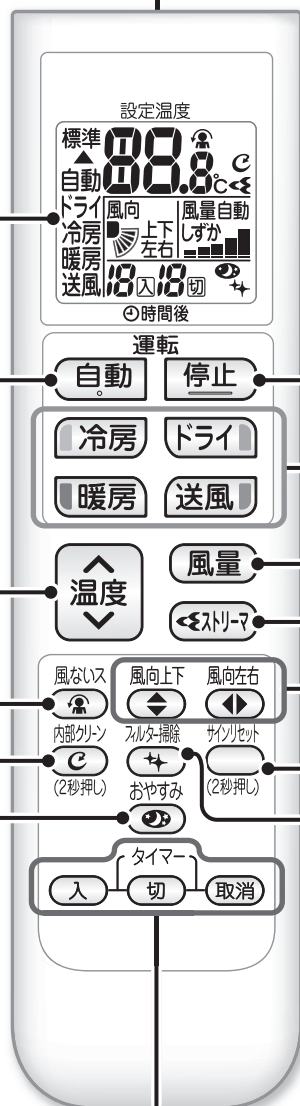 設定温度
標準 88.8℃
自動
ドライ 風向 風量自動
冷房 上下 しずか
暖房 左右
送風 18入 18切
時間後
運転
自動 停止
冷房 ドライ
暖房 送風
温度 風量
ストリーマ
風ないス 風向上下 風向左右
内部クリーン フィルター掃除 サインリセット
(2秒押し) (2秒押し)
おやすみ
タイマー
入 切 取消